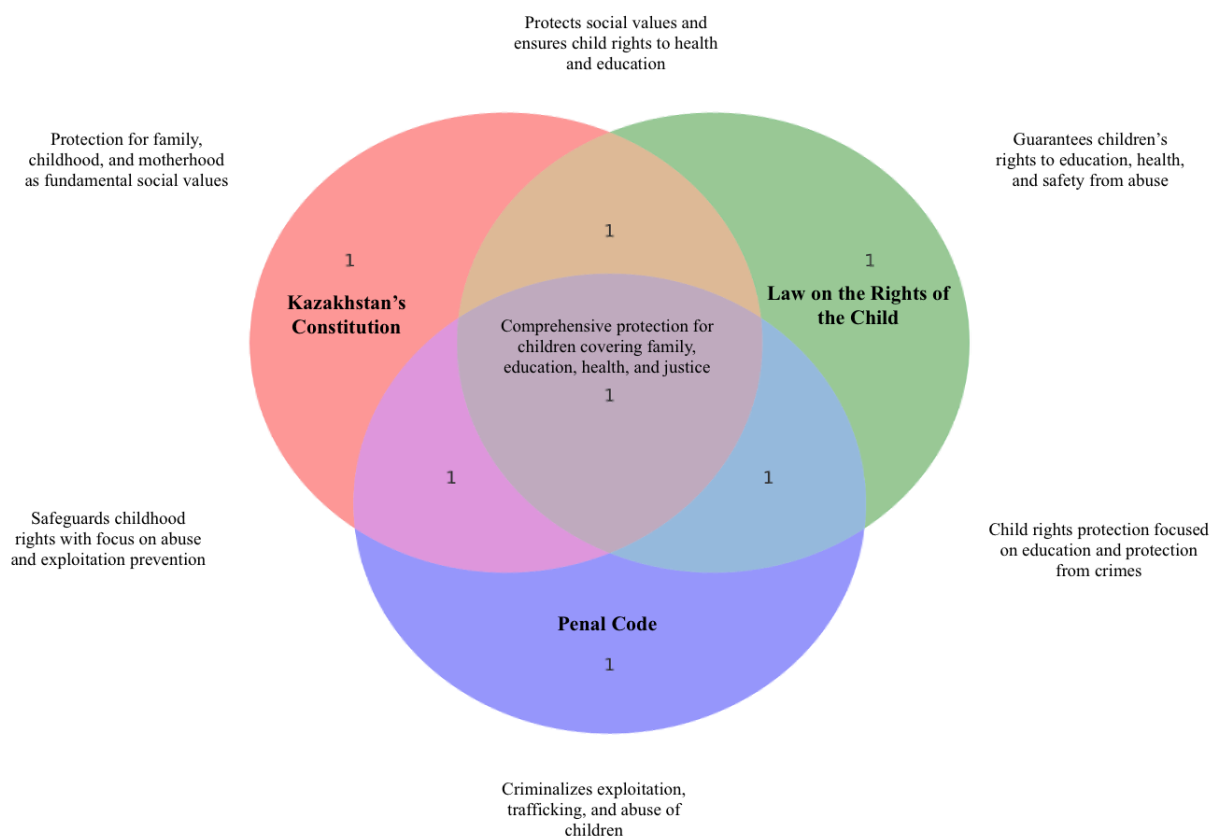 Protects social values and
ensures child rights to health
and education
Protection for family,
childhood, and motherhood
as fundamental social values
Guarantees children’s
rights to education, health,
and safety from abuse
1
1
1
Kazakhstan’s
Constitution
Law on the Rights of
the Child
Comprehensive protection for
children covering family,
education, health, and justice
1
1
1
Safeguards childhood
rights with focus on abuse
and exploitation prevention
Child rights protection focused
on education and protection
from crimes
Penal Code
1
Criminalizes exploitation,
trafficking, and abuse of
children